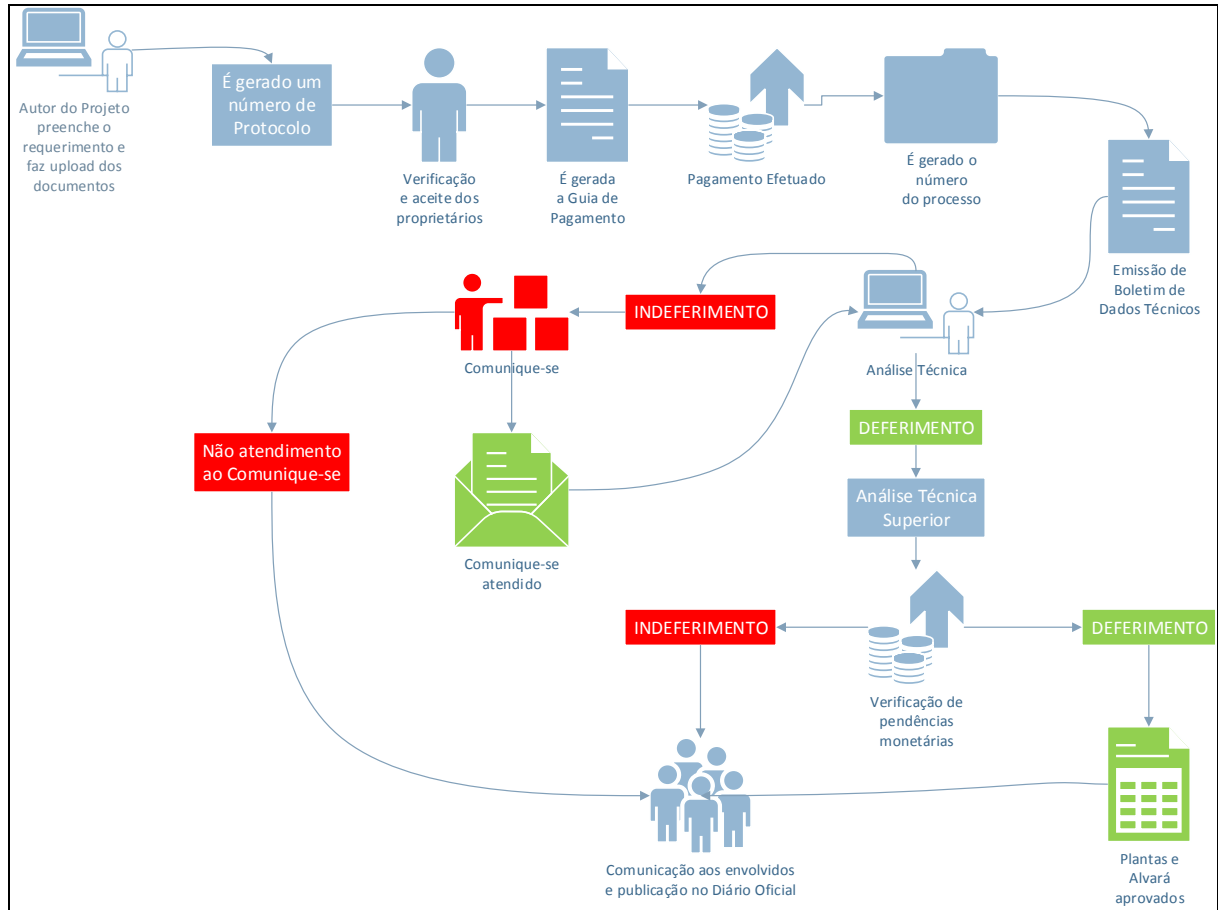 Autor do Projeto
preenche o
requerimento e
faz upload dos
documentos
É gerado um
número de
Protocolo
Verificação
e aceite dos
proprietários
É gerada
a Guia de
Pagamento
Pagamento Efetuado
É gerado o
número
do processo
Emissão de
Boletim de
Dados Técnicos
INDEFERIMENTO
Comunique-se
Análise Técnica
DEFERIMENTO
Não atendimento
ao Comunique-se
Análise Técnica
Superior
Comunique-se
atendido
INDEFERIMENTO
DEFERIMENTO
Verificação de
pendências
monetárias
Comunicação aos envolvidos
e publicação no Diário Oficial
Plantas e
Alvará
aprovados